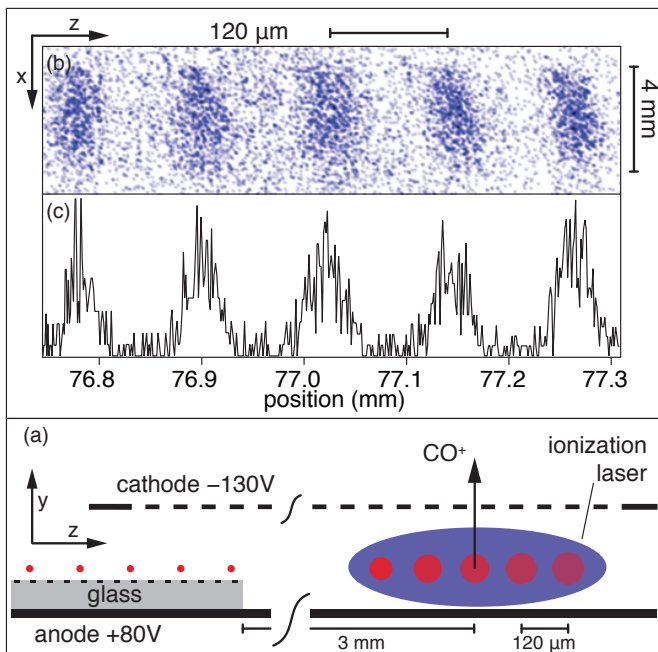 z
120 µm
x
(b)
4 mm
(c)
76.8 76.9 77.0 77.1 77.2 77.3
position (mm)
(a)
CO⁺
ionization
laser
cathode −130V
y
z
glass
anode +80V
3 mm
120 µm